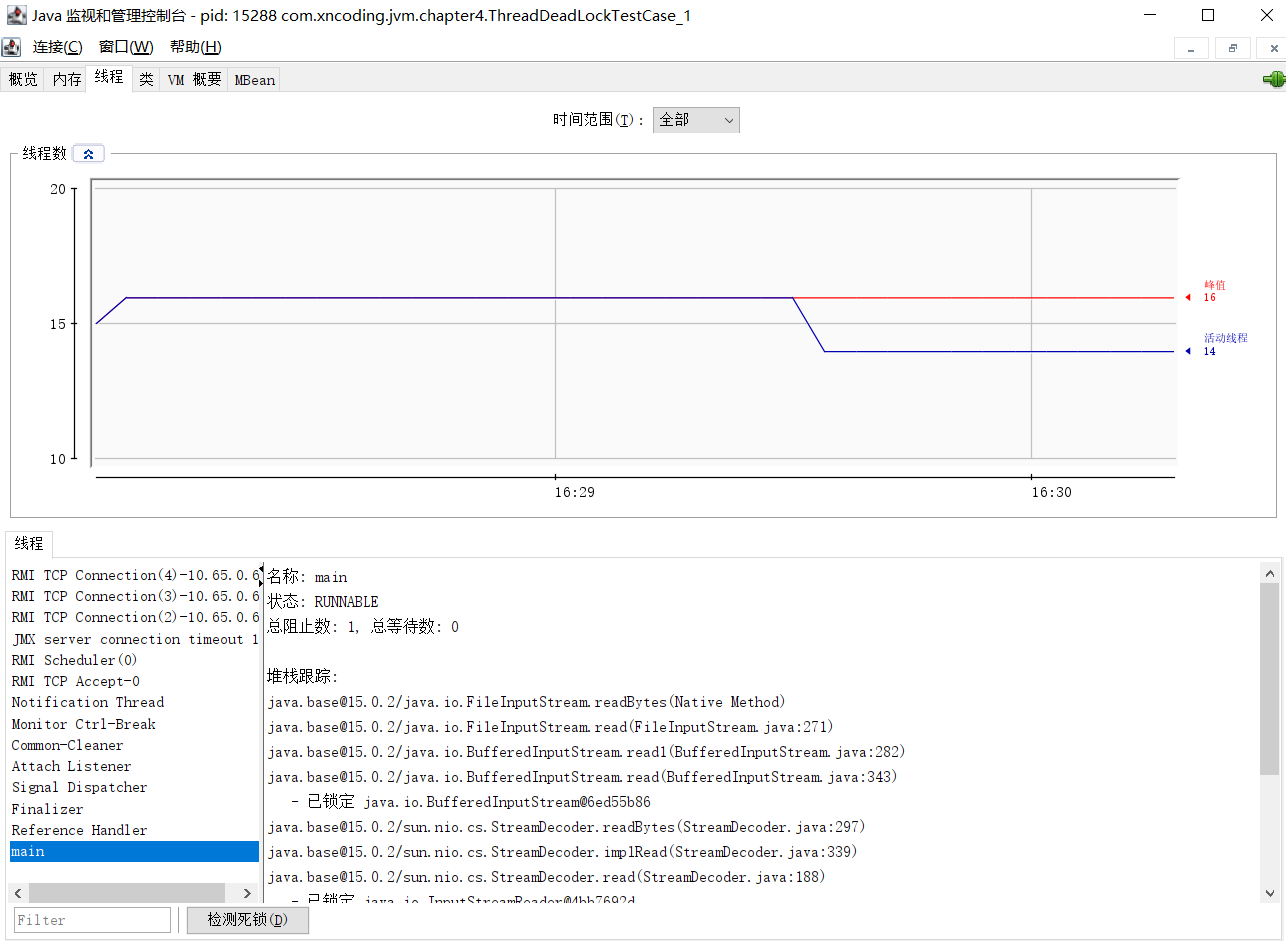 Java 监视和管理控制台 - pid: 15288 com.xncoding.jvm.chapter4.ThreadDeadLockTestCase_1
连接(C) 窗口(W) 帮助(H)
概览 内存 线程 类 VM 概要 MBean
时间范围(T): 全部
线程数
20
15
10
峰值
16
活动线程
14
16:29 16:30
线程
RMI TCP Connection(4)-10.65.0.6
RMI TCP Connection(3)-10.65.0.6
RMI TCP Connection(2)-10.65.0.6
JMX server connection timeout 1
RMI Scheduler(0)
RMI TCP Accept-0
Notification Thread
Monitor Ctrl-Break
Common-Cleaner
Attach Listener
Signal Dispatcher
Finalizer
Reference Handler
main
名称: main
状态: RUNNABLE
总阻止数: 1, 总等待数: 0
堆栈跟踪:
java.base@15.0.2/java.io.FileInputStream.readBytes(Native Method)
java.base@15.0.2/java.io.FileInputStream.read(FileInputStream.java:271)
java.base@15.0.2/java.io.BufferedInputStream.read1(BufferedInputStream.java:282)
java.base@15.0.2/java.io.BufferedInputStream.read(BufferedInputStream.java:343)
- 已锁定 java.io.BufferedInputStream@6ed55b86
java.base@15.0.2/sun.nio.cs.StreamDecoder.readBytes(StreamDecoder.java:297)
java.base@15.0.2/sun.nio.cs.StreamDecoder.implRead(StreamDecoder.java:339)
java.base@15.0.2/sun.nio.cs.StreamDecoder.read(StreamDecoder.java:188)
- 已锁定 java.io.InputStreamReader@4bb7692d
Filter
检测死锁(D)